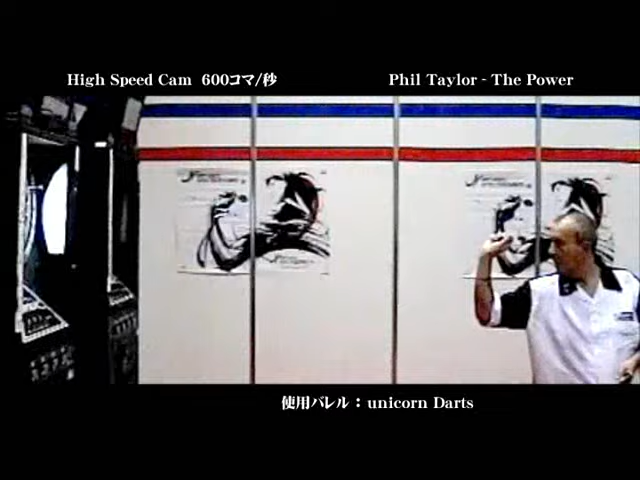 High Speed Cam 600コマ/秒
Phil Taylor - The Power
使用バレル：unicorn Darts